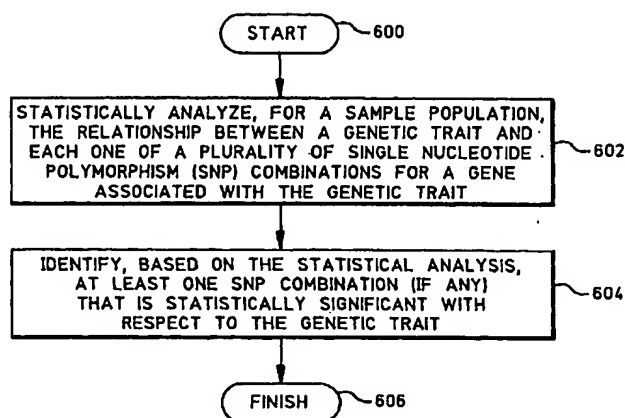 START
600
STATISTICALLY ANALYZE, FOR A SAMPLE POPULATION,
THE RELATIONSHIP BETWEEN A GENETIC TRAIT AND
EACH ONE OF A PLURALITY OF SINGLE NUCLEOTIDE
POLYMORPHISM (SNP) COMBINATIONS FOR A GENE
ASSOCIATED WITH THE GENETIC TRAIT
602
IDENTIFY, BASED ON THE STATISTICAL ANALYSIS,
AT LEAST ONE SNP COMBINATION (IF ANY)
THAT IS STATISTICALLY SIGNIFICANT WITH
RESPECT TO THE GENETIC TRAIT
604
FINISH
606